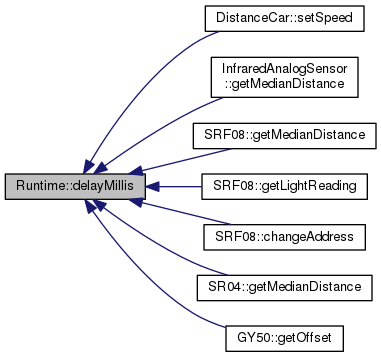 DistanceCar::setSpeed
InfraredAnalogSensor
::getMedianDistance
SRF08::getMedianDistance
Runtime::delayMillis
SRF08::getLightReading
SRF08::changeAddress
SR04::getMedianDistance
GY50::getOffset